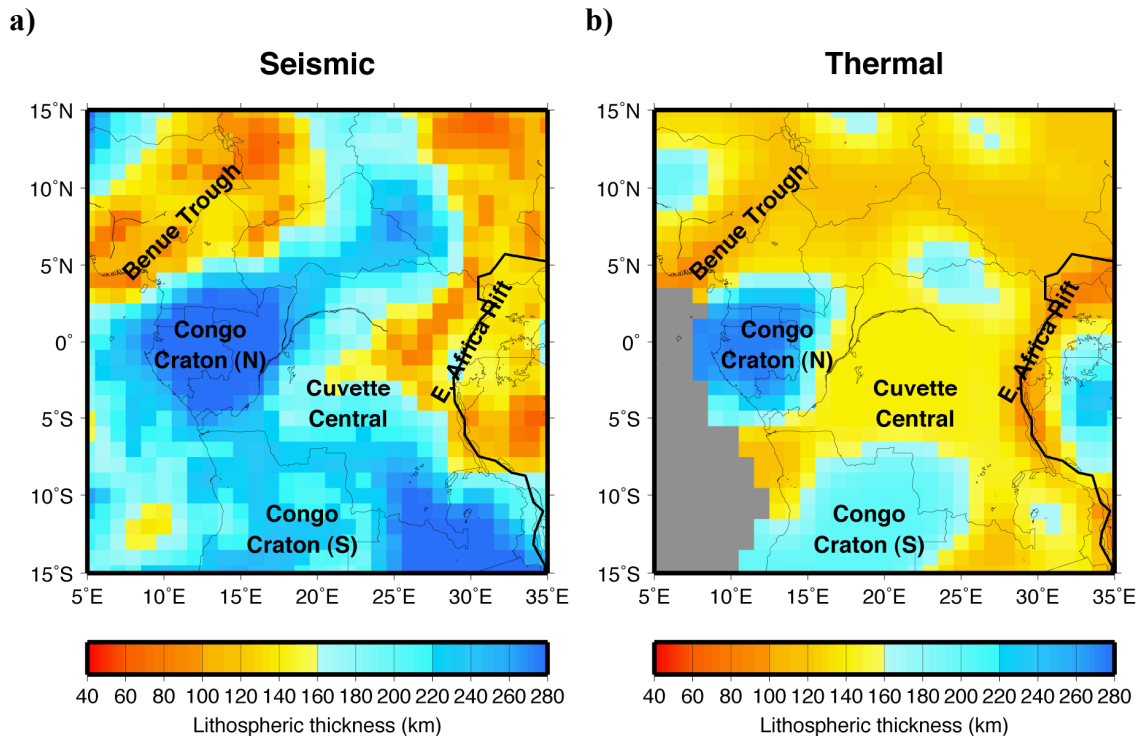 a)
Seismic
15°N
10°N
5°N
0°
5°S
10°S
15°S
5°E
10°E
15°E
20°E
25°E
30°E
35°E
Benue Trough
Congo
Craton (N)
Cuvette
Central
E. Africa Rift
Congo
Craton (S)
40 60 80 100 120 140 160 180 200 220 240 260 280
Lithospheric thickness (km)
b)
Thermal
15°N
10°N
5°N
0°
5°S
10°S
15°S
5°E
10°E
15°E
20°E
25°E
30°E
35°E
Benue Trough
Congo
Craton (N)
Cuvette
Central
E. Africa Rift
Congo
Craton (S)
40 60 80 100 120 140 160 180 200 220 240 260 280
Lithospheric thickness (km)